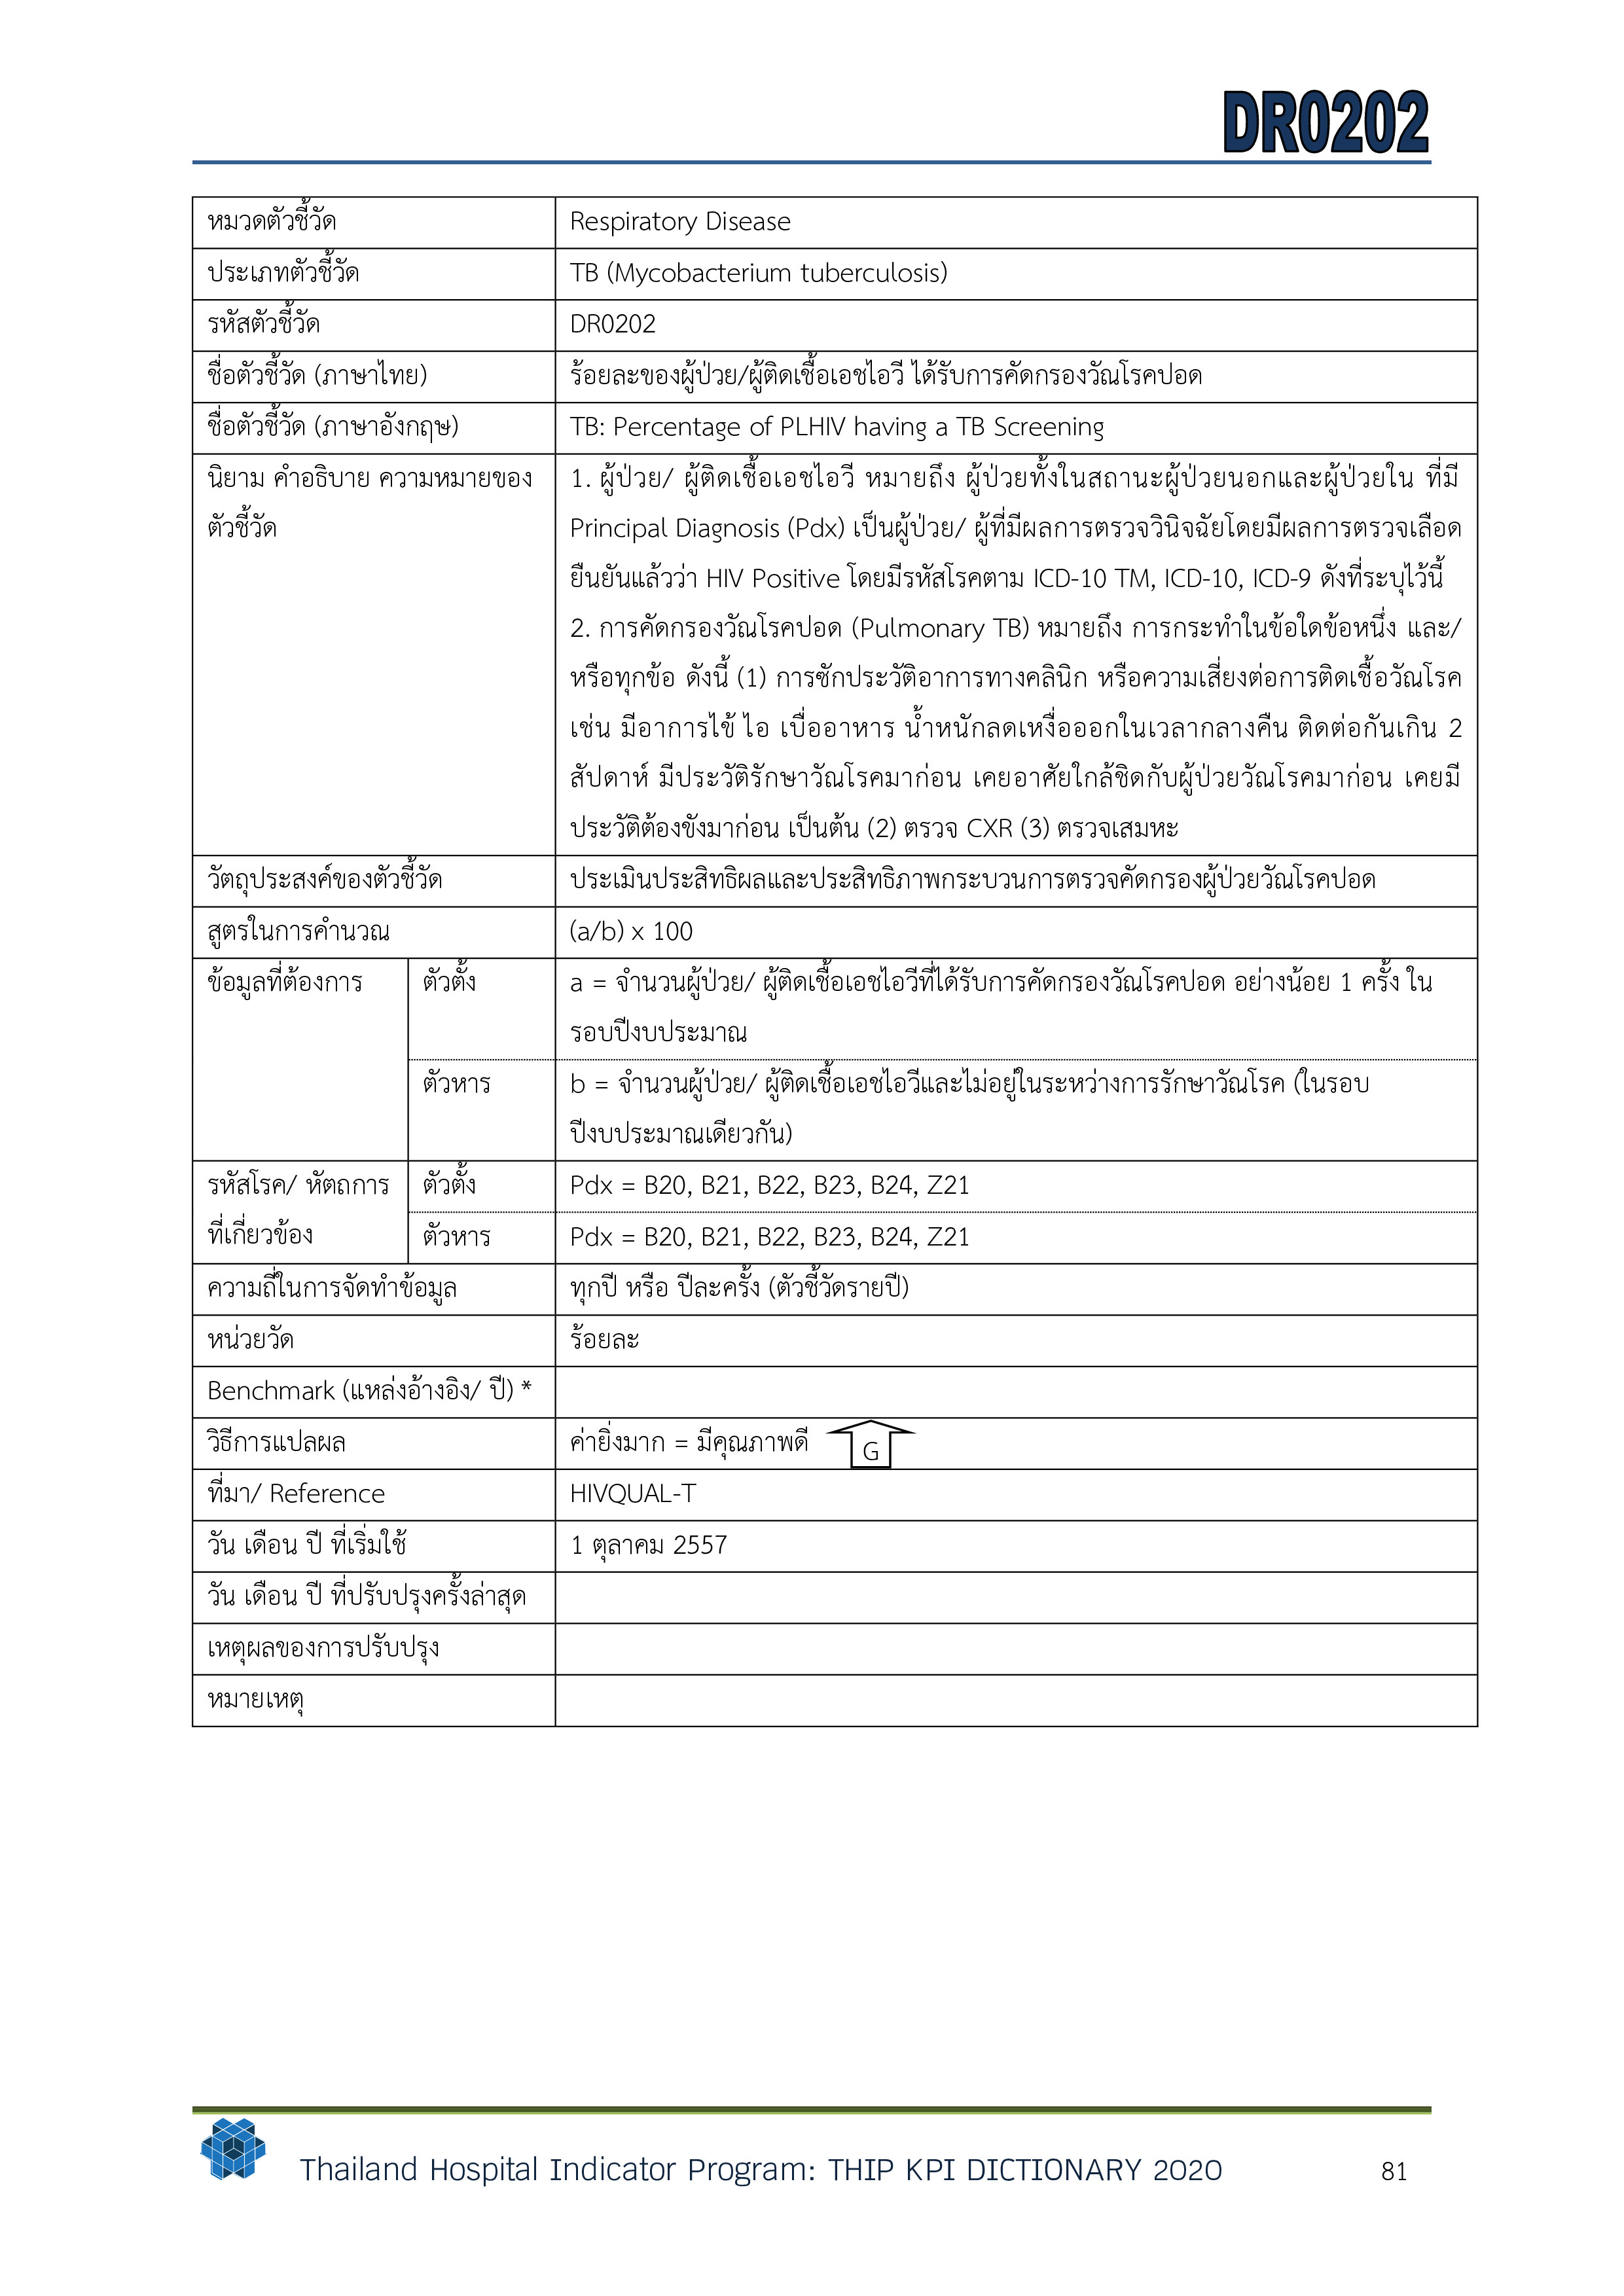 DR0202
หมวดตัวชี้วัด Respiratory Disease
ประเภทตัวชี้วัด TB (Mycobacterium tuberculosis)
รหัสตัวชี้วัด DR0202
ชื่อตัวชี้วัด (ภาษาไทย) ร้อยละของผู้ป่วย/ผู้ติดเชื้อเอชไอวี ได้รับการคัดกรองวัณโรคปอด
ชื่อตัวชี้วัด (ภาษาอังกฤษ) TB: Percentage of PLHIV having a TB Screening
นิยาม คำอธิบาย ความหมายของ
ตัวชี้วัด
1. ผู้ป่วย/ ผู้ติดเชื้อเอชไอวี หมายถึง ผู้ป่วยทั้งในสถานะผู้ป่วยนอกและผู้ป่วยใน ที่มี
Principal Diagnosis (Pdx) เป็นผู้ป่วย/ ผู้ที่มีผลการตรวจวินิจฉัยโดยมีผลการตรวจเลือด
ยืนยันแล้วว่า HIV Positive โดยมีรหัสโรคตาม ICD-10 TM, ICD-10, ICD-9 ดังที่ระบุไว้นี้
2. การคัดกรองวัณโรคปอด (Pulmonary TB) หมายถึง การกระทำในข้อใดข้อหนึ่ง และ/
หรือทุกข้อ ดังนี้ (1) การซักประวัติอาการทางคลินิก หรือความเสี่ยงต่อการติดเชื้อวัณโรค
เช่น มีอาการไข้ ไอ เบื่ออาหาร น้ำหนักลดเหงื่อออกในเวลากลางคืน ติดต่อกันเกิน 2
สัปดาห์ มีประวัติรักษาวัณโรคมาก่อน เคยอาศัยใกล้ชิดกับผู้ป่วยวัณโรคมาก่อน เคยมี
ประวัติต้องขังมาก่อน เป็นต้น (2) ตรวจ CXR (3) ตรวจเสมหะ
วัตถุประสงค์ของตัวชี้วัด ประเมินประสิทธิผลและประสิทธิภาพกระบวนการตรวจคัดกรองผู้ป่วยวัณโรคปอด
สูตรในการคำนวณ (a/b) x 100
ข้อมูลที่ต้องการ ตัวตั้ง a = จำนวนผู้ป่วย/ ผู้ติดเชื้อเอชไอวีที่ได้รับการคัดกรองวัณโรคปอด อย่างน้อย 1 ครั้ง ใน
รอบปีงบประมาณ
ตัวหาร b = จำนวนผู้ป่วย/ ผู้ติดเชื้อเอชไอวีและไม่อยู่ในระหว่างการรักษาวัณโรค (ในรอบ
ปีงบประมาณเดียวกัน)
รหัสโรค/ หัตถการ ตัวตั้ง Pdx = B20, B21, B22, B23, B24, Z21
ที่เกี่ยวข้อง ตัวหาร Pdx = B20, B21, B22, B23, B24, Z21
ความถี่ในการจัดทำข้อมูล ทุกปี หรือ ปีละครั้ง (ตัวชี้วัดรายปี)
หน่วยวัด ร้อยละ
Benchmark (แหล่งอ้างอิง/ ปี) *
วิธีการแปลผล ค่ายิ่งมาก = มีคุณภาพดี G
ที่มา/ Reference HIVQUAL-T
วัน เดือน ปี ที่เริ่มใช้ 1 ตุลาคม 2557
วัน เดือน ปี ที่ปรับปรุงครั้งล่าสุด
เหตุผลของการปรับปรุง
หมายเหตุ
Thailand Hospital Indicator Program: THIP KPI DICTIONARY 2020 81